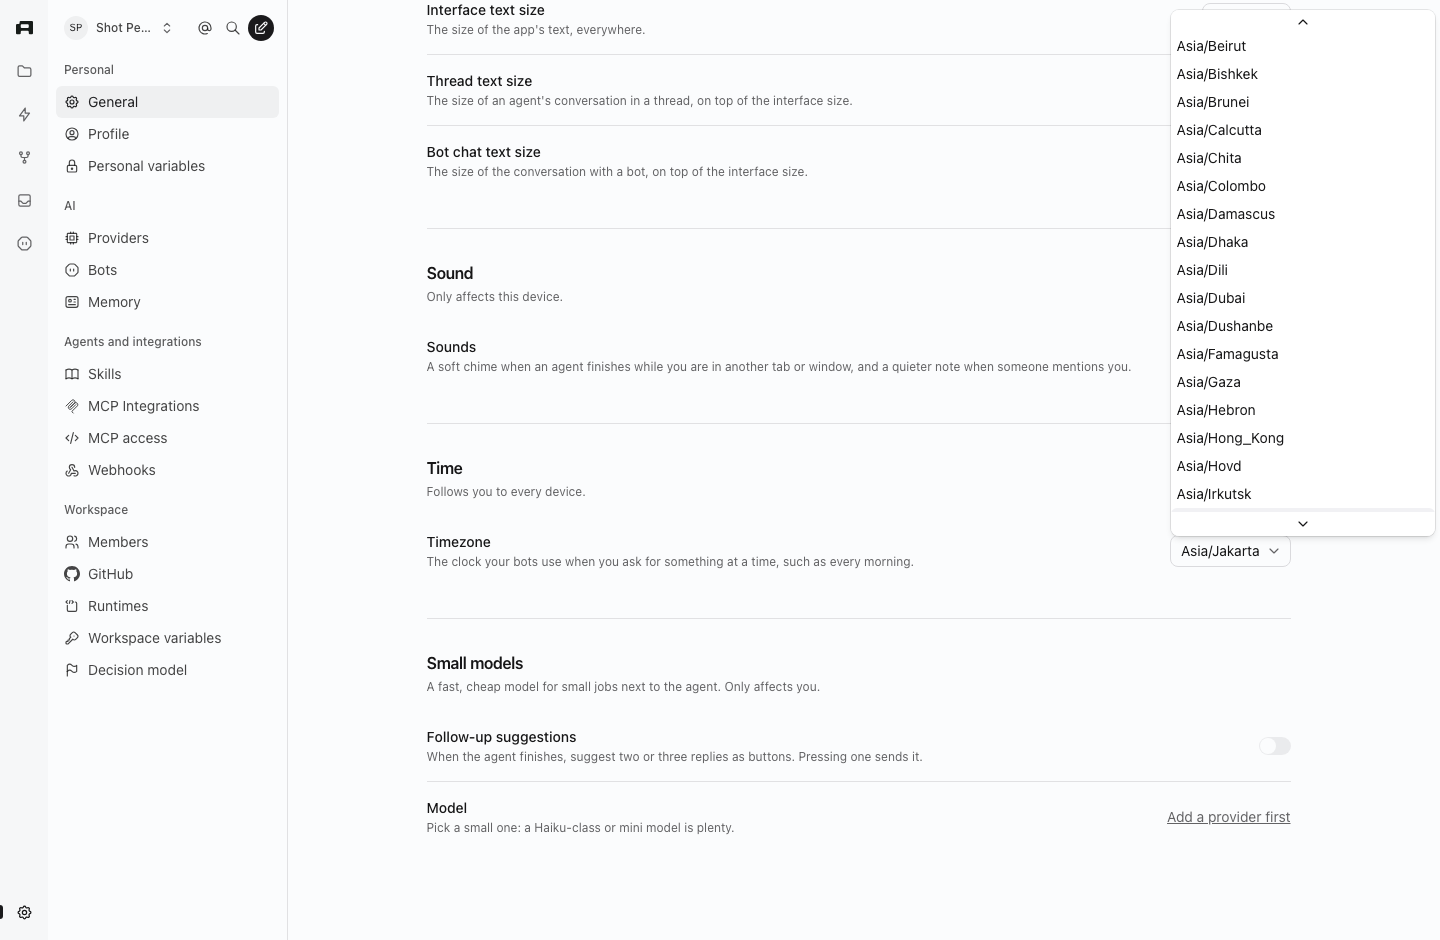 SP Shot Pe...
Personal
General
Profile
Personal variables
AI
Providers
Bots
Memory
Agents and integrations
Skills
MCP Integrations
MCP access
Webhooks
Workspace
Members
GitHub
Runtimes
Workspace variables
Decision model
Interface text size
The size of the app's text, everywhere.
Thread text size
The size of an agent's conversation in a thread, on top of the interface size.
Bot chat text size
The size of the conversation with a bot, on top of the interface size.
Sound
Only affects this device.
Sounds
A soft chime when an agent finishes while you are in another tab or window, and a quieter note when someone mentions you.
Time
Follows you to every device.
Timezone
The clock your bots use when you ask for something at a time, such as every morning.
Asia/Beirut
Asia/Bishkek
Asia/Brunei
Asia/Calcutta
Asia/Chita
Asia/Colombo
Asia/Damascus
Asia/Dhaka
Asia/Dili
Asia/Dubai
Asia/Dushanbe
Asia/Famagusta
Asia/Gaza
Asia/Hebron
Asia/Hong_Kong
Asia/Hovd
Asia/Irkutsk
Asia/Jakarta
Small models
A fast, cheap model for small jobs next to the agent. Only affects you.
Follow-up suggestions
When the agent finishes, suggest two or three replies as buttons. Pressing one sends it.
Model
Pick a small one: a Haiku-class or mini model is plenty.
Add a provider first